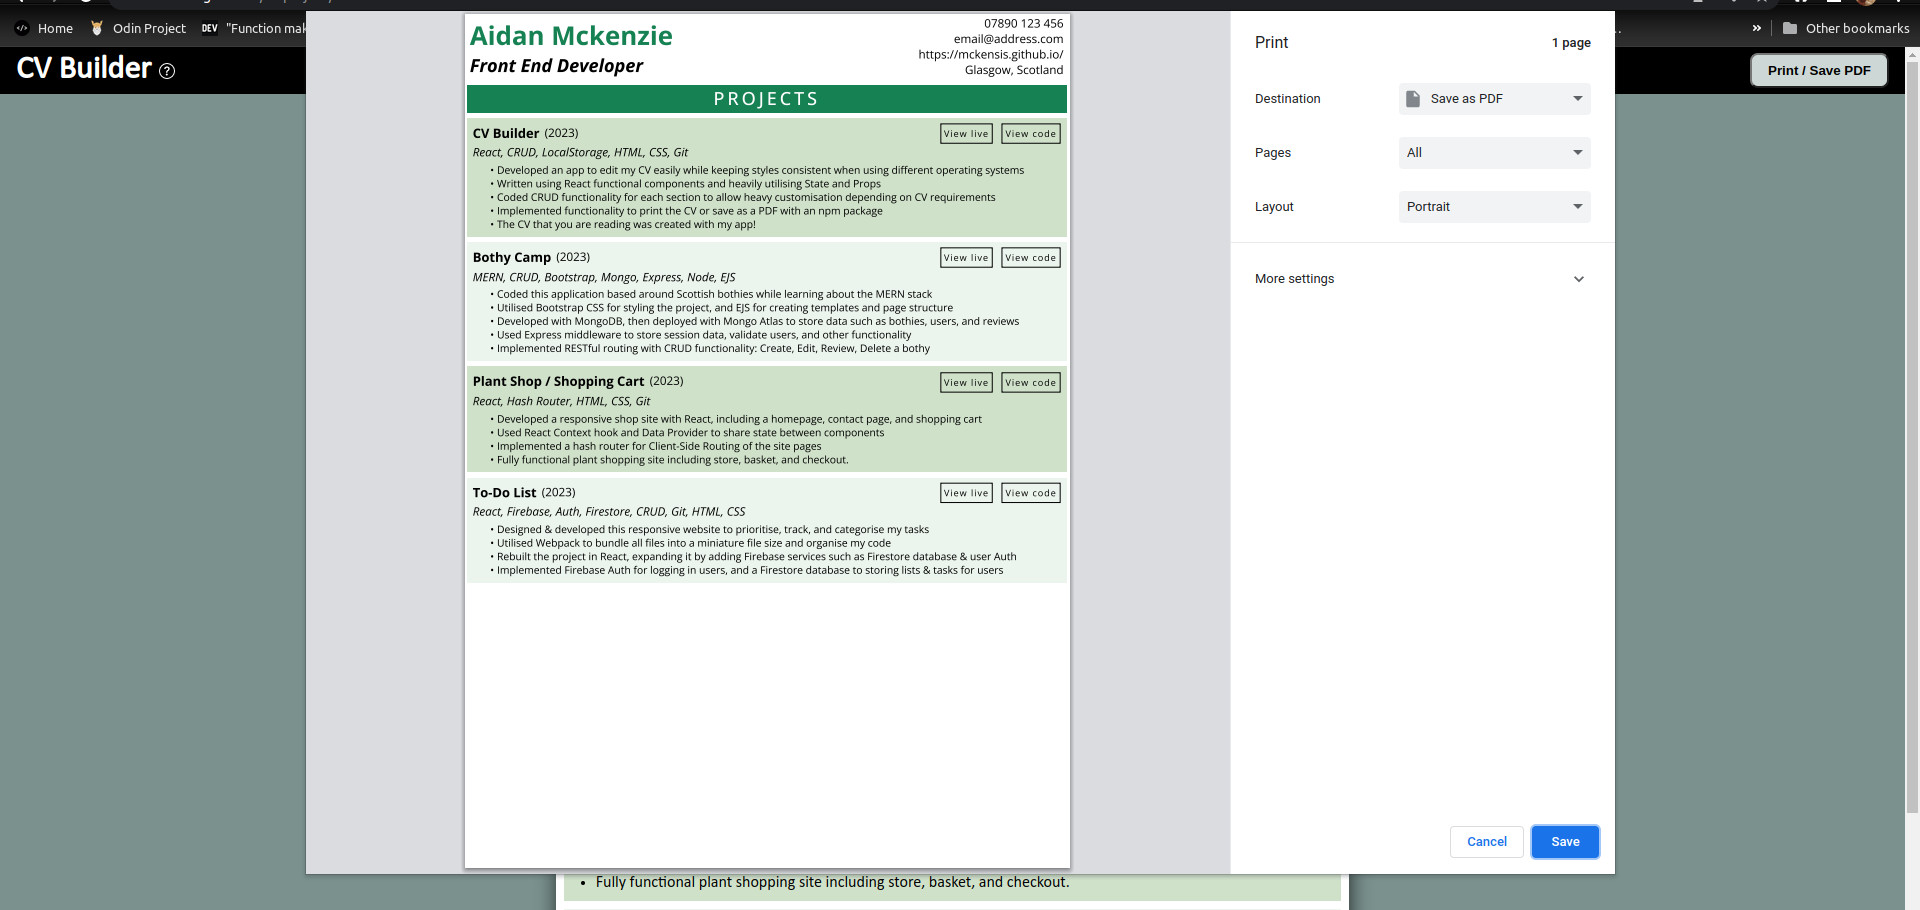 Home
Odin Project
DEV
"Function mak
Other bookmarks
CV Builder
Print / Save PDF
Aidan Mckenzie
Front End Developer
07890 123 456
email@address.com
https://mckensis.github.io/
Glasgow, Scotland
PROJECTS
CV Builder (2023)
View live
View code
React, CRUD, LocalStorage, HTML, CSS, Git
• Developed an app to edit my CV easily while keeping styles consistent when using different operating systems
• Written using React functional components and heavily utilising State and Props
• Coded CRUD functionality for each section to allow heavy customisation depending on CV requirements
• Implemented functionality to print the CV or save as a PDF with an npm package
• The CV that you are reading was created with my app!
Bothy Camp (2023)
View live
View code
MERN, CRUD, Bootstrap, Mongo, Express, Node, EJS
• Coded this application based around Scottish bothies while learning about the MERN stack
• Utilised Bootstrap CSS for styling the project, and EJS for creating templates and page structure
• Developed with MongoDB, then deployed with Mongo Atlas to store data such as bothies, users, and reviews
• Used Express middleware to store session data, validate users, and other functionality
• Implemented RESTful routing with CRUD functionality: Create, Edit, Review, Delete a bothy
Plant Shop / Shopping Cart (2023)
View live
View code
React, Hash Router, HTML, CSS, Git
• Developed a responsive shop site with React, including a homepage, contact page, and shopping cart
• Used React Context hook and Data Provider to share state between components
• Implemented a hash router for Client-Side Routing of the site pages
• Fully functional plant shopping site including store, basket, and checkout.
To-Do List (2023)
View live
View code
React, Firebase, Auth, Firestore, CRUD, Git, HTML, CSS
• Designed & developed this responsive website to prioritise, track, and categorise my tasks
• Utilised Webpack to bundle all files into a miniature file size and organise my code
• Rebuilt the project in React, expanding it by adding Firebase services such as Firestore database & user Auth
• Implemented Firebase Auth for logging in users, and a Firestore database to storing lists & tasks for users
Print
1 page
Destination
Save as PDF
Pages
All
Layout
Portrait
More settings
Cancel
Save
• Fully functional plant shopping site including store, basket, and checkout.